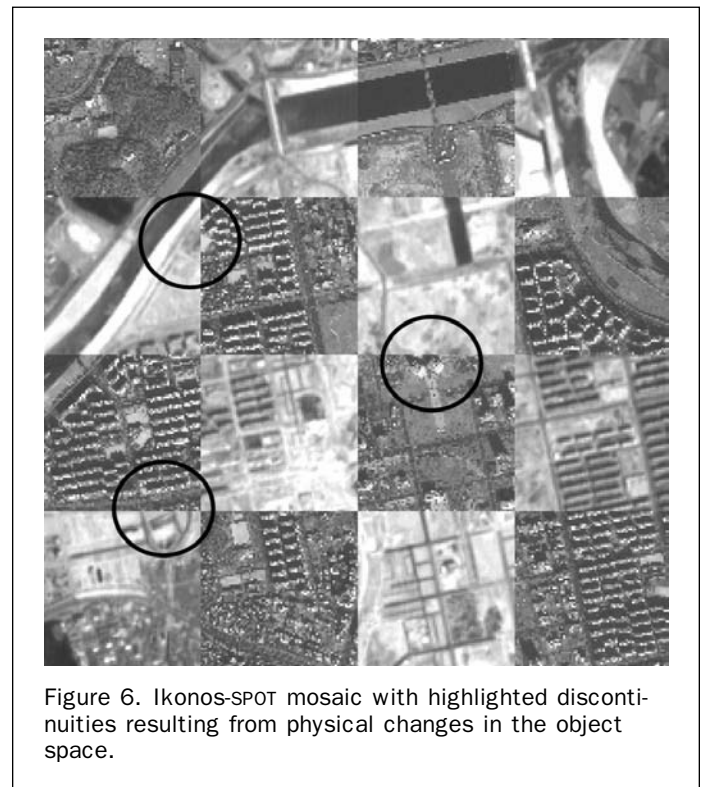 Figure 6. Ikonos-SPOT mosaic with highlighted disconti-
nuities resulting from physical changes in the object
space.